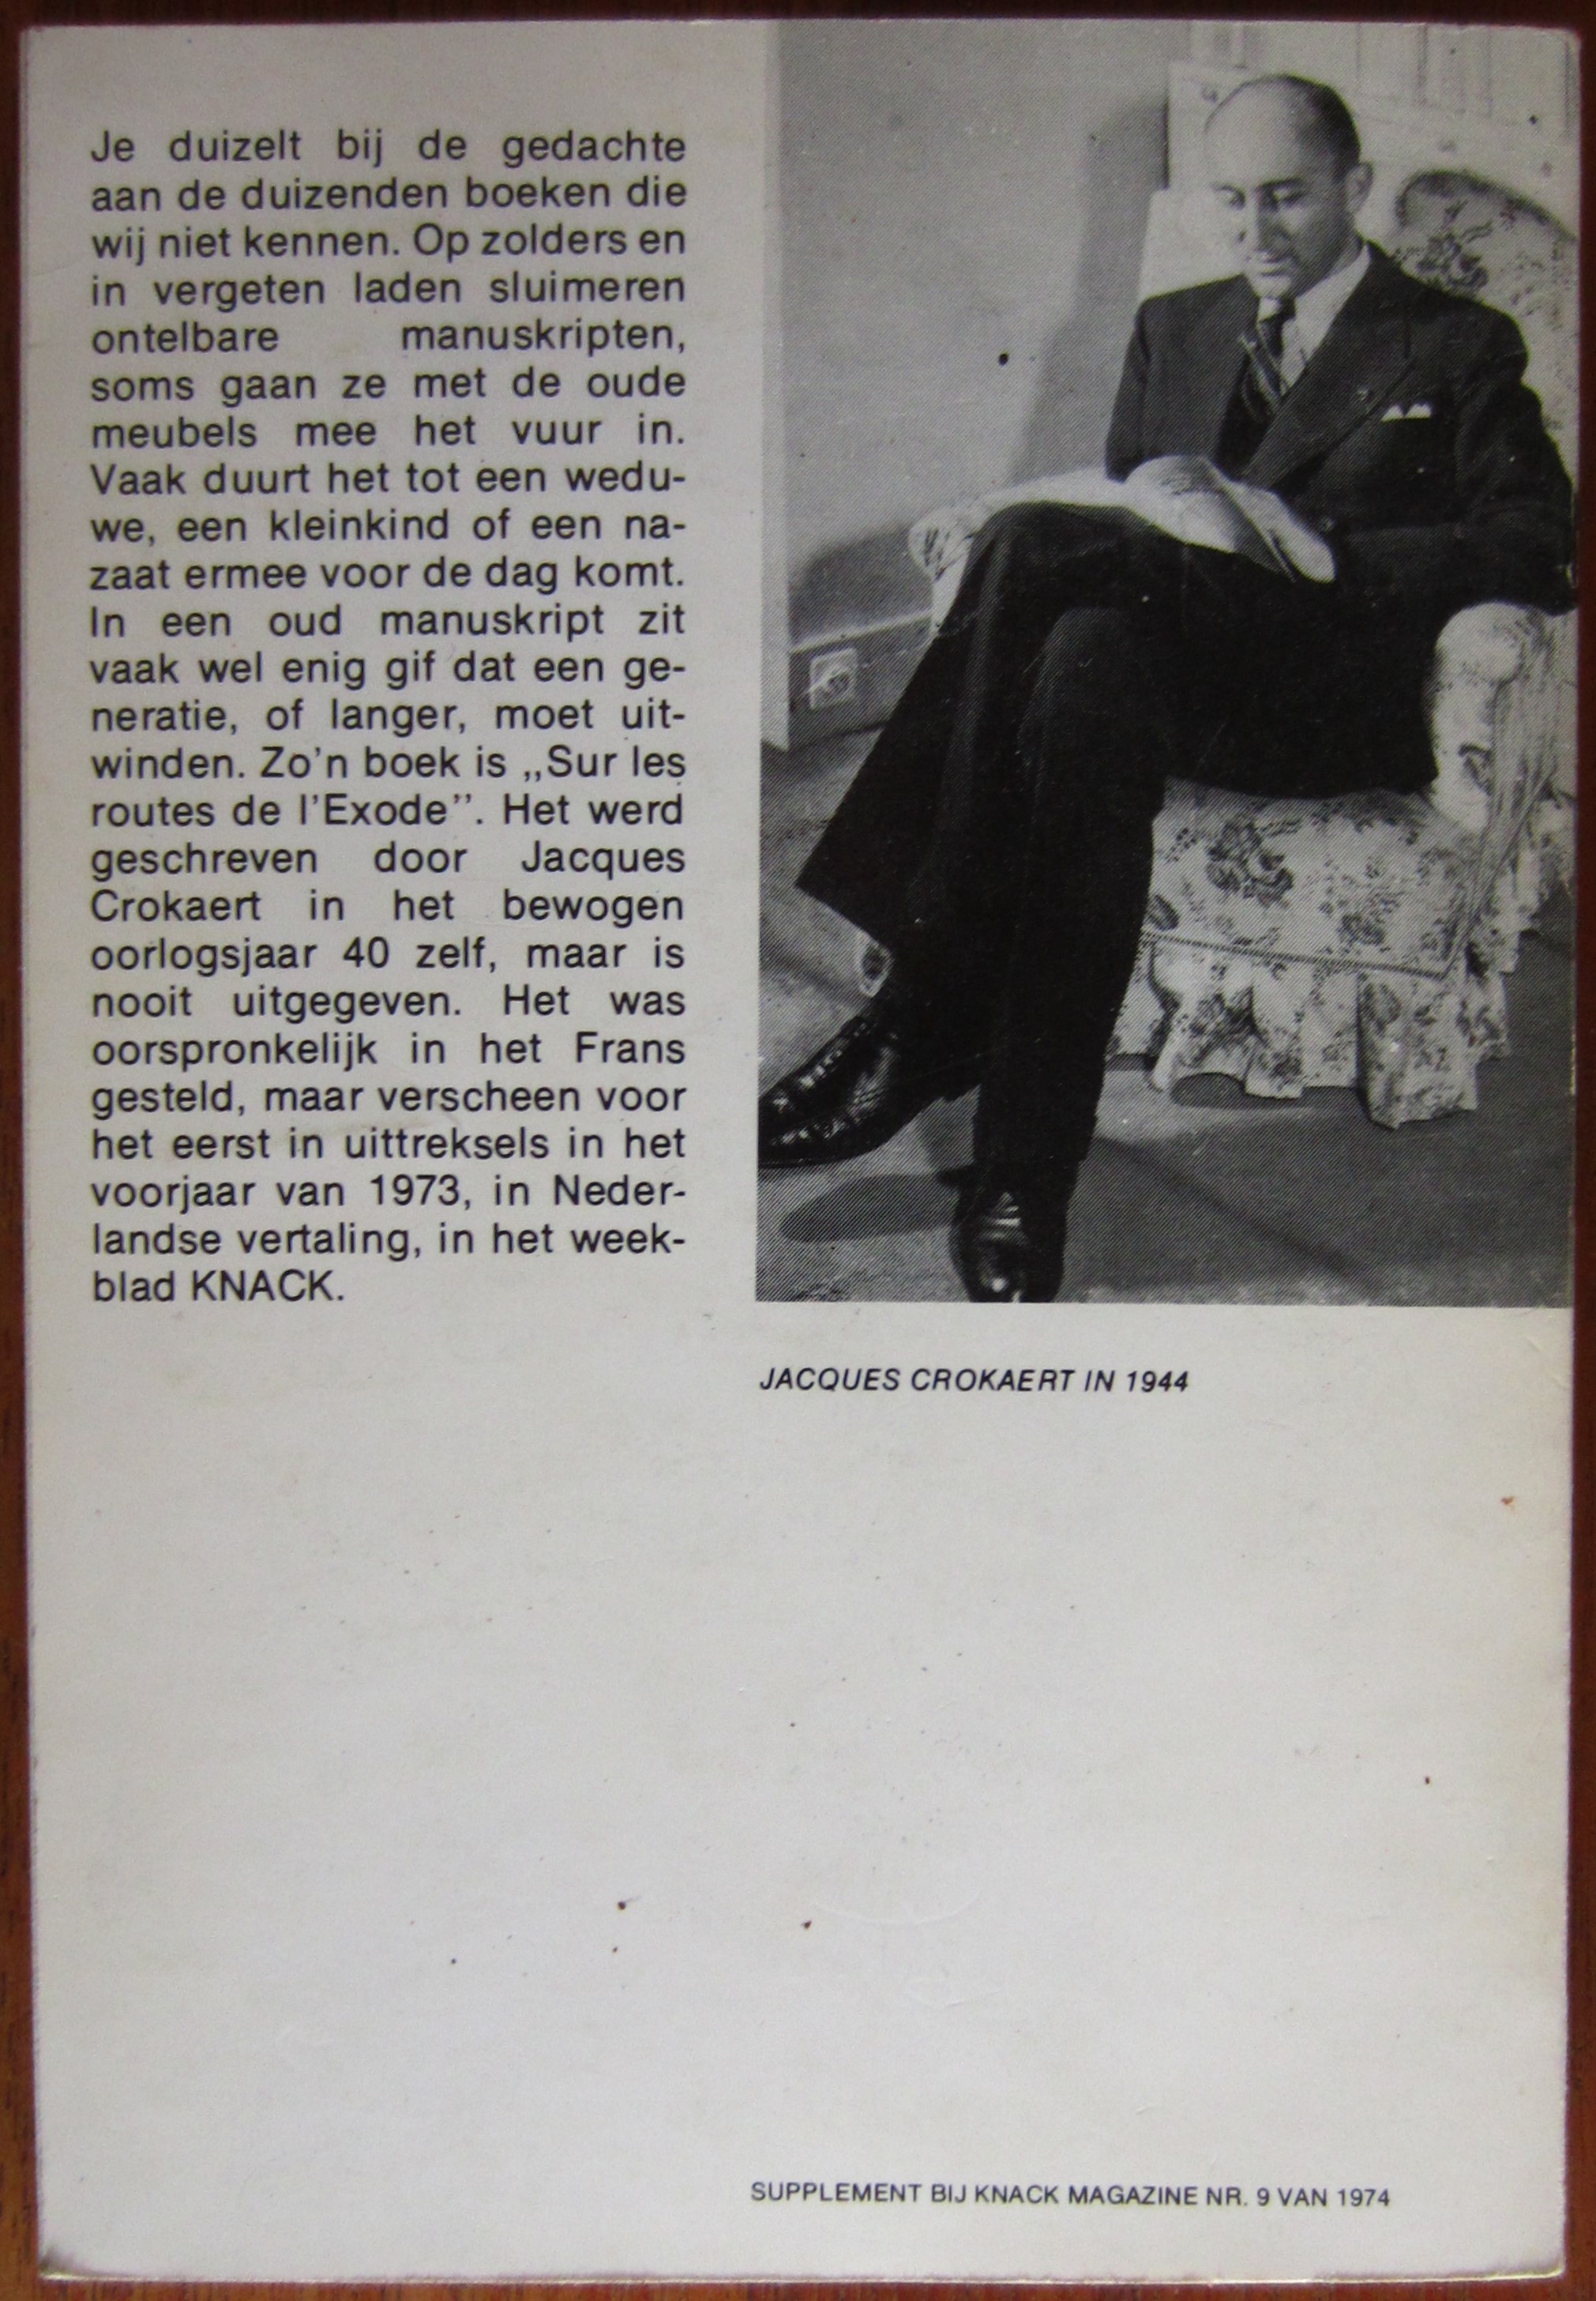 Je duizelt bij de gedachte
aan de duizenden boeken die
wij niet kennen. Op zolders en
in vergeten laden sluimeren
ontelbare manuskripten,
soms gaan ze met de oude
meubels mee het vuur in.
Vaak duurt het tot een wedu-
we, een kleinkind of een na-
zaat ermee voor de dag komt.
In een oud manuskript zit
vaak wel enig gif dat een ge-
neratie, of langer, moet uit-
winden. Zo'n boek is „Sur les
routes de l'Exode”. Het werd
geschreven door Jacques
Crokaert in het bewogen
oorlogsjaar 40 zelf, maar is
nooit uitgegeven. Het was
oorspronkelijk in het Frans
gesteld, maar verscheen voor
het eerst in uittreksels in het
voorjaar van 1973, in Neder-
landse vertaling, in het week-
blad KNACK.
JACQUES CROKAERT IN 1944
SUPPLEMENT BIJ KNACK MAGAZINE NR. 9 VAN 1974